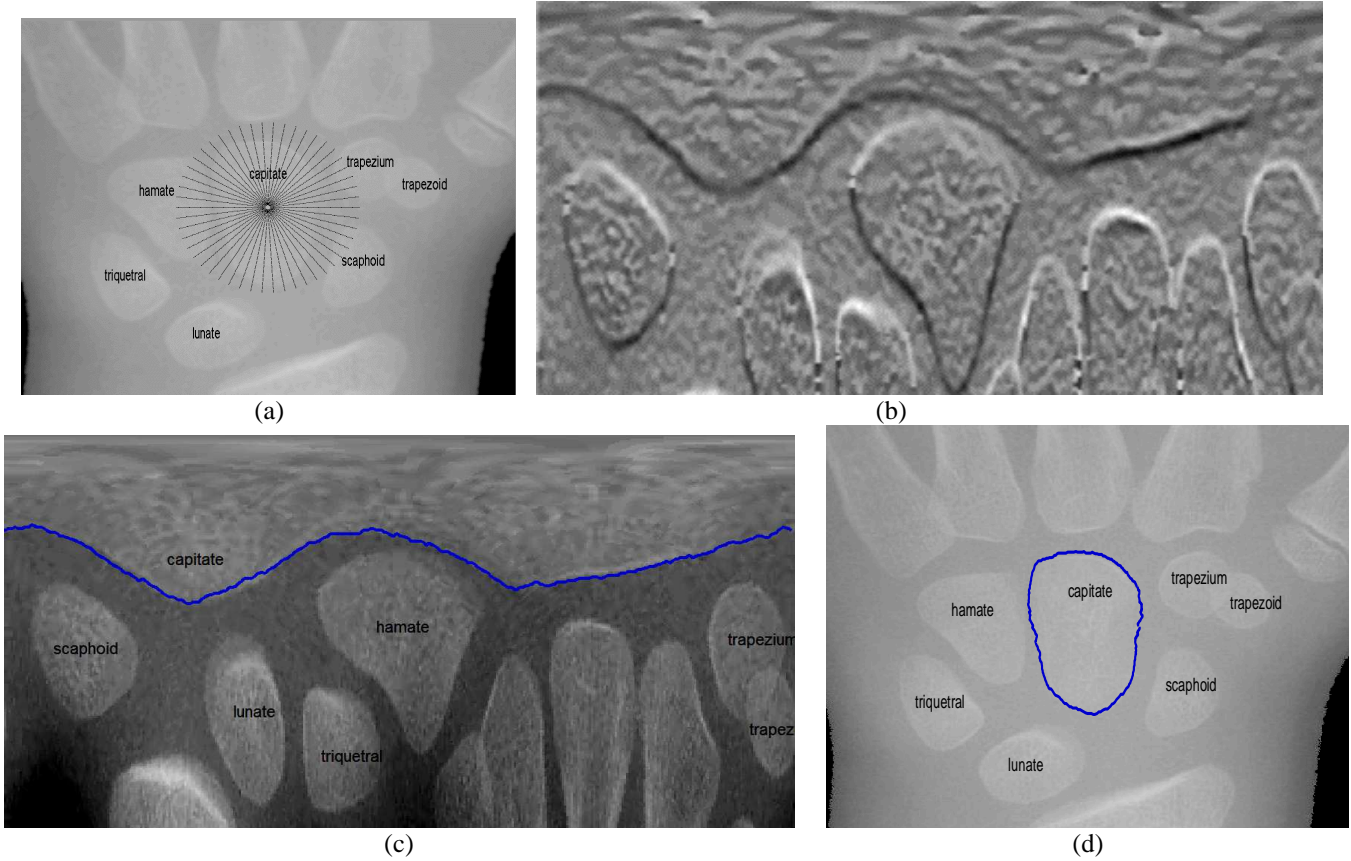 trapezium
capitate
trapezoid
hamate
scaphoid
triquetral
lunate
(a)
(b)
capitate
hamate
scaphoid
trapezium
lunate
trapez
triquetral
(c)
trapezium
capitate
trapezoid
hamate
scaphoid
triquetral
lunate
(d)